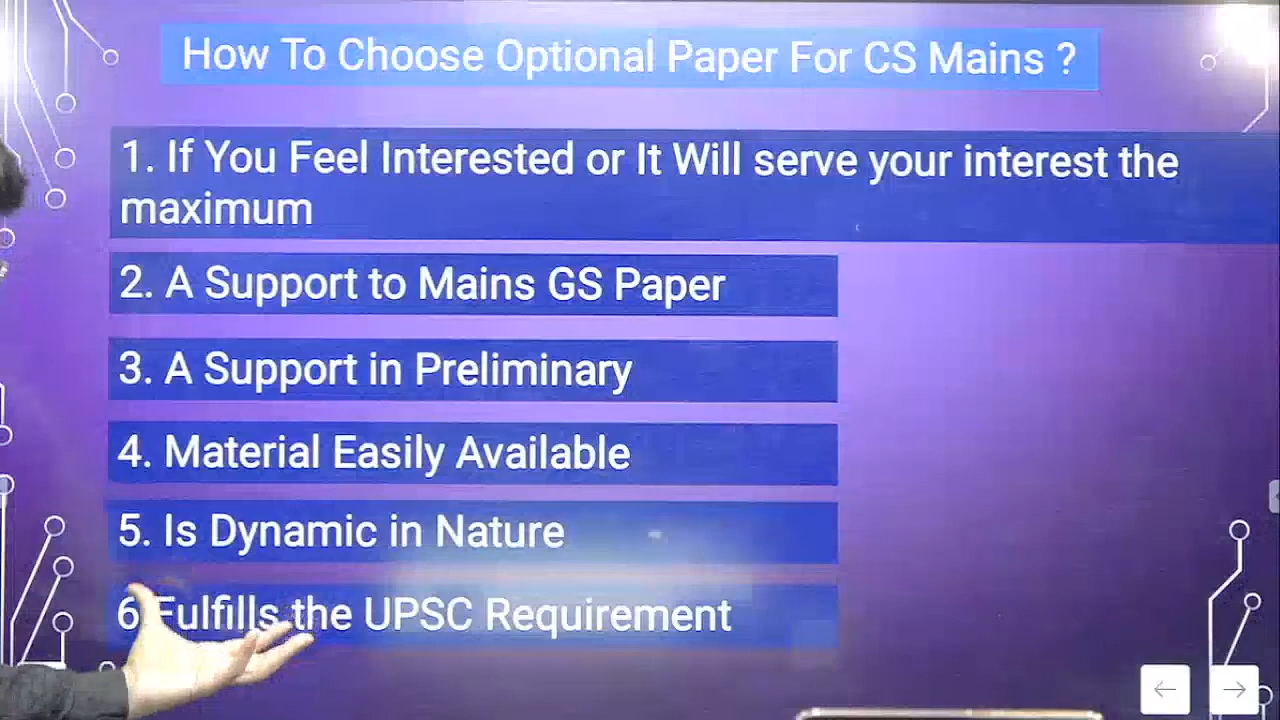 How To Choose Optional Paper For CS Mains ?
1. If You Feel Interested or It Will serve your interest the
maximum
2. A Support to Mains GS Paper
3. A Support in Preliminary
4. Material Easily Available
5. Is Dynamic in Nature
6 Fulfills the UPSC Requirement